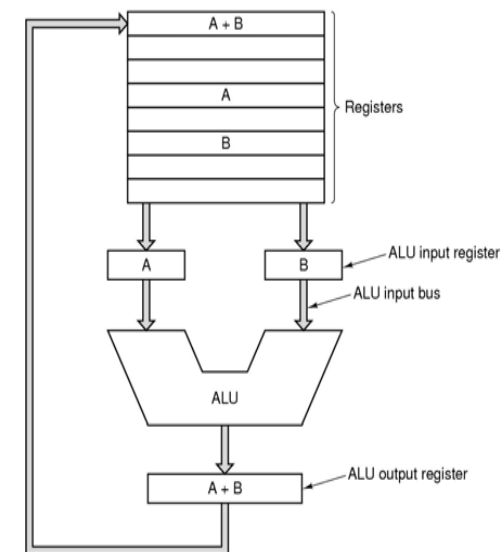 A + B
A
Registers
B
A
B
ALU input register
ALU input bus
ALU
A + B
ALU output register